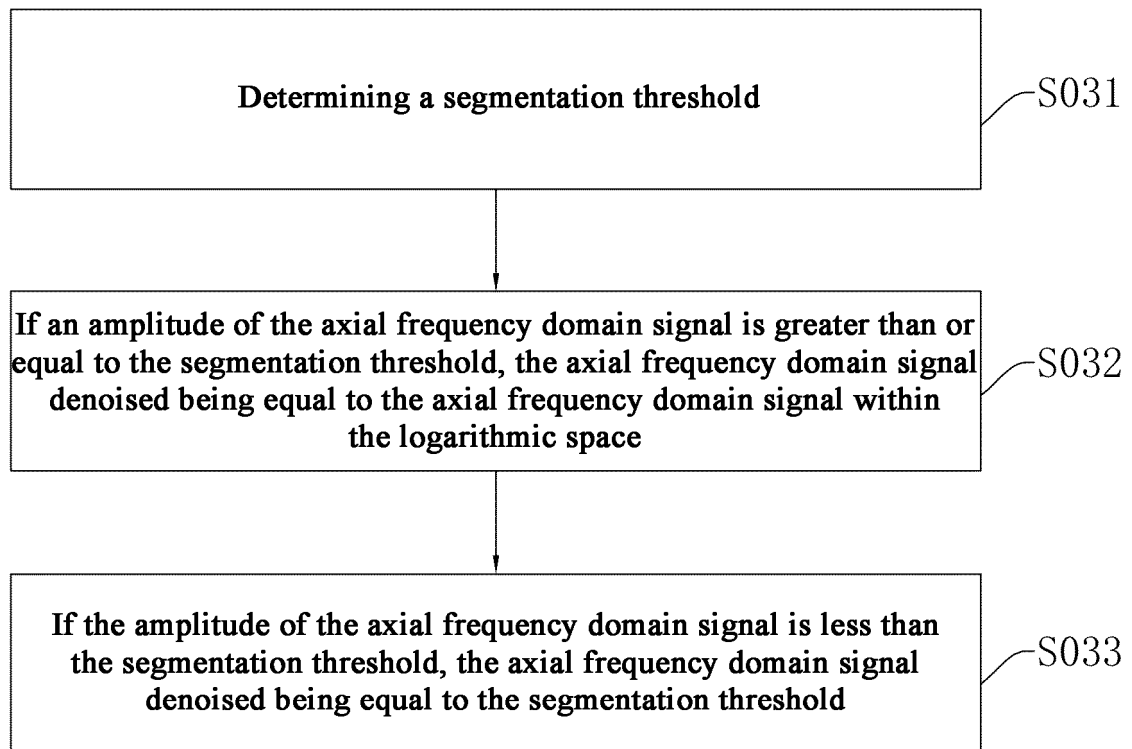 Determining a segmentation threshold
S031
If an amplitude of the axial frequency domain signal is greater than or
equal to the segmentation threshold, the axial frequency domain signal
denoised being equal to the axial frequency domain signal within
the logarithmic space
S032
If the amplitude of the axial frequency domain signal is less than
the segmentation threshold, the axial frequency domain signal
denoised being equal to the segmentation threshold
S033